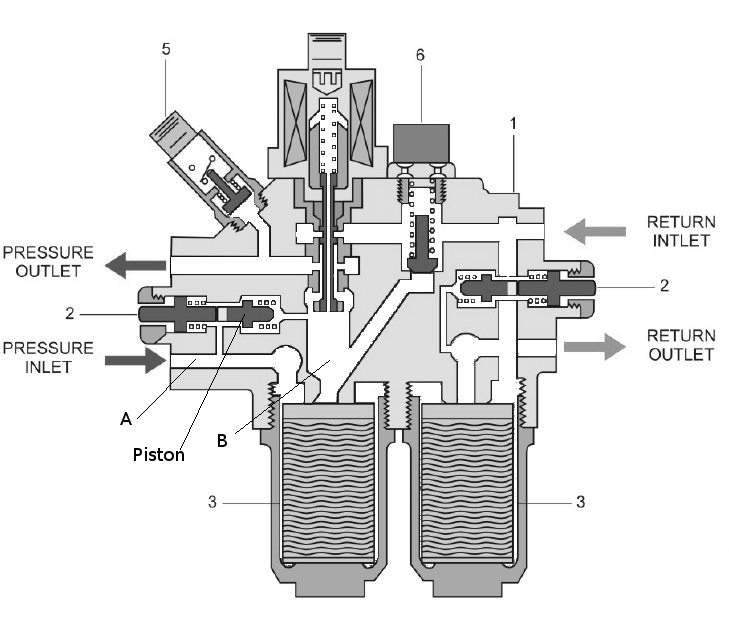 5
6
1
RETURN
INTLET
PRESSURE
OUTLET
2
2
PRESSURE
INLET
RETURN
OUTLET
A
B
Piston
3
3